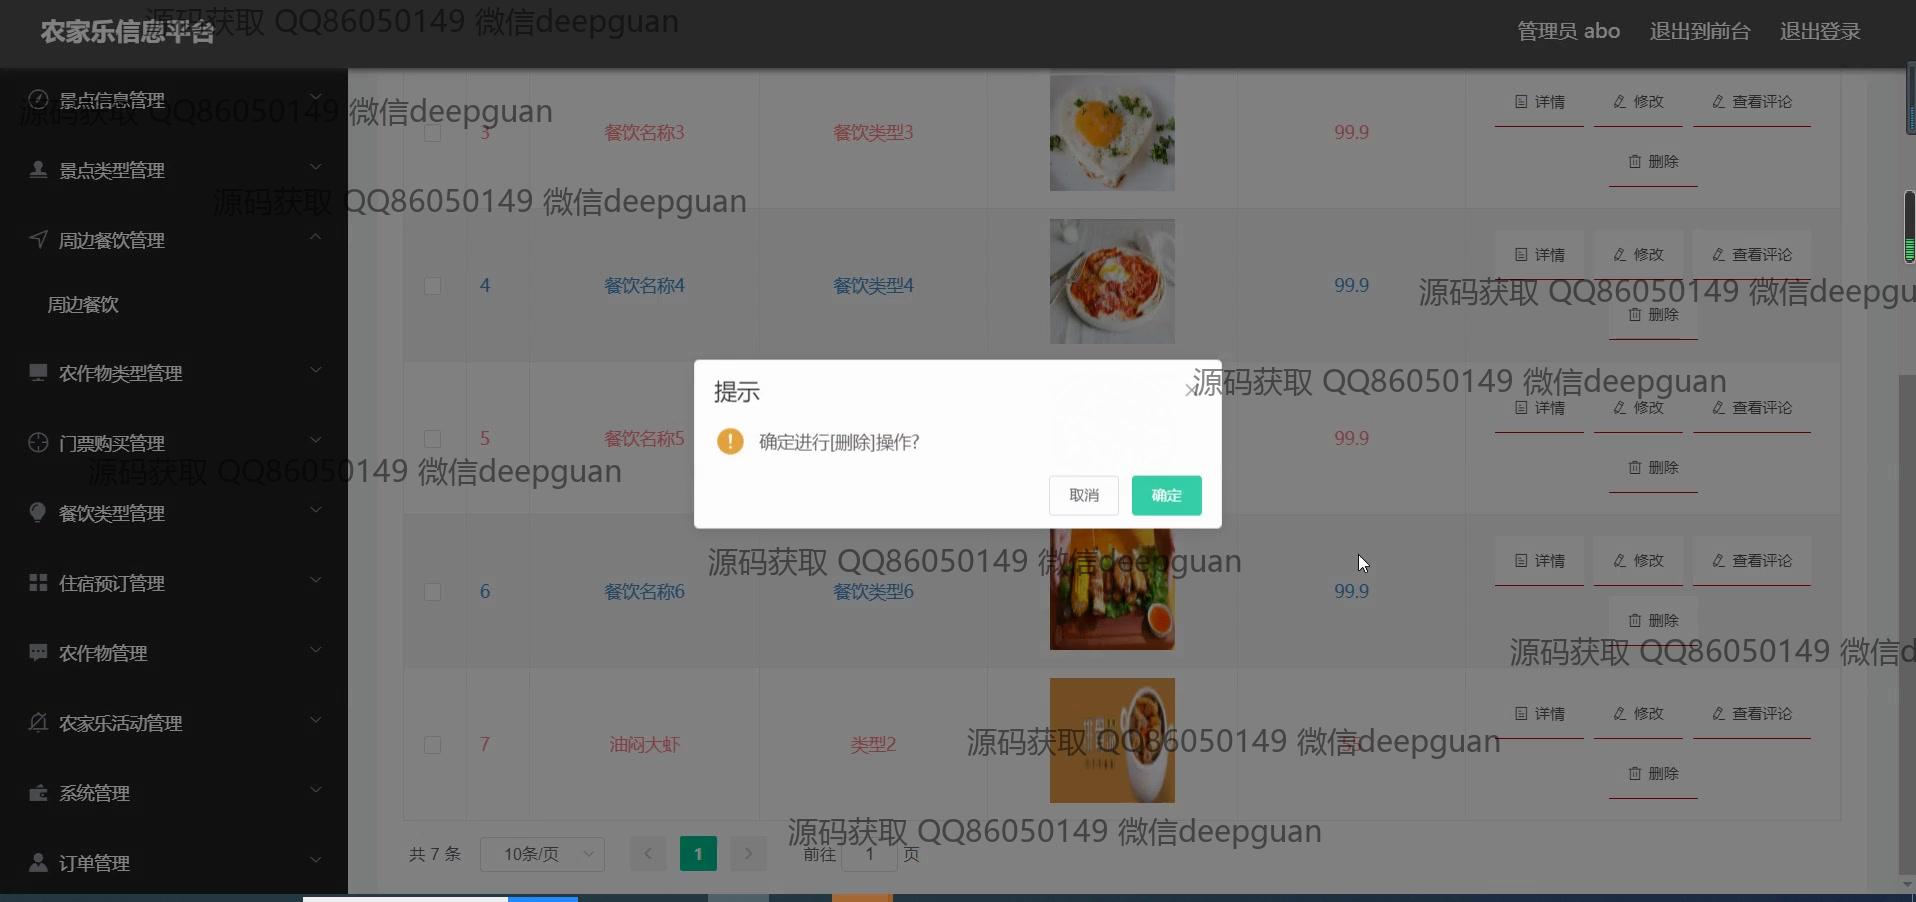 农家乐信息平台
源码获取 QQ86050149 微信deepguan
管理员 abo 退出到前台 退出登录
景点信息管理
源码获取 QQ86050149 微信deepguan
3 餐饮名称3 餐饮类型3 99.9 详情 修改 查看评论
删除
景点类型管理
源码获取 QQ86050149 微信deepguan
周边餐饮管理
4 餐饮名称4 餐饮类型4 99.9 详情 修改 查看评论
源码获取 QQ86050149 微信deepgu
删除
周边餐饮
农作物类型管理
提示
源码获取 QQ86050149 微信deepguan
5 餐饮名称5 99.9 详情 修改 查看评论
删除
确定进行[删除]操作?
取消 确定
门票购买管理
源码获取 QQ86050149 微信deepguan
餐饮类型管理
源码获取 QQ86050149 微信deepguan
6 餐饮名称6 餐饮类型6 99.9 详情 修改 查看评论
删除
住宿预订管理
农作物管理
源码获取 QQ86050149 微信d
农家乐活动管理
7 油闷大虾 类型2 详情 修改 查看评论
源码获取 QQ86050149 微信deepguan
删除
系统管理
源码获取 QQ86050149 微信deepguan
共 7 条 10条/页 1 前往 1 页
订单管理